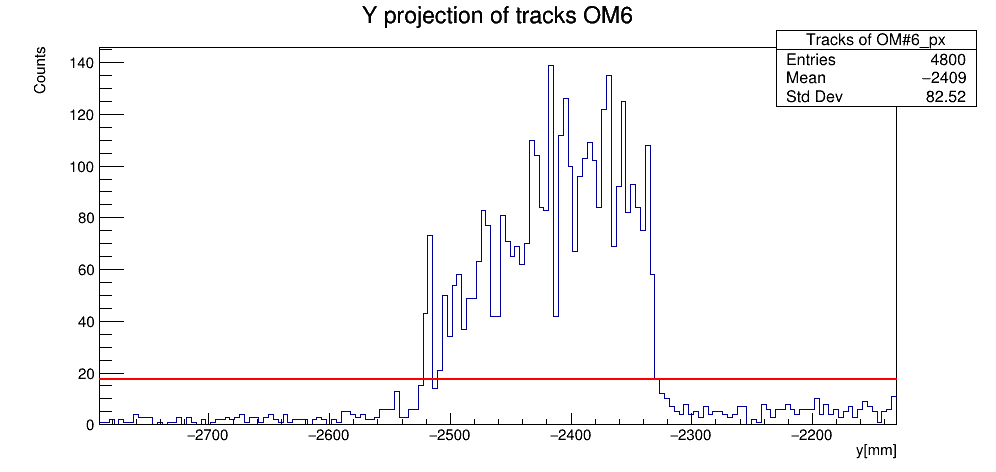 Y projection of tracks OM6
Tracks of OM#6_px
Entries 4800
Mean −2409
Std Dev 82.52
Counts
140
120
100
80
60
40
20
0
−2700 −2600 −2500 −2400 −2300 −2200
y[mm]